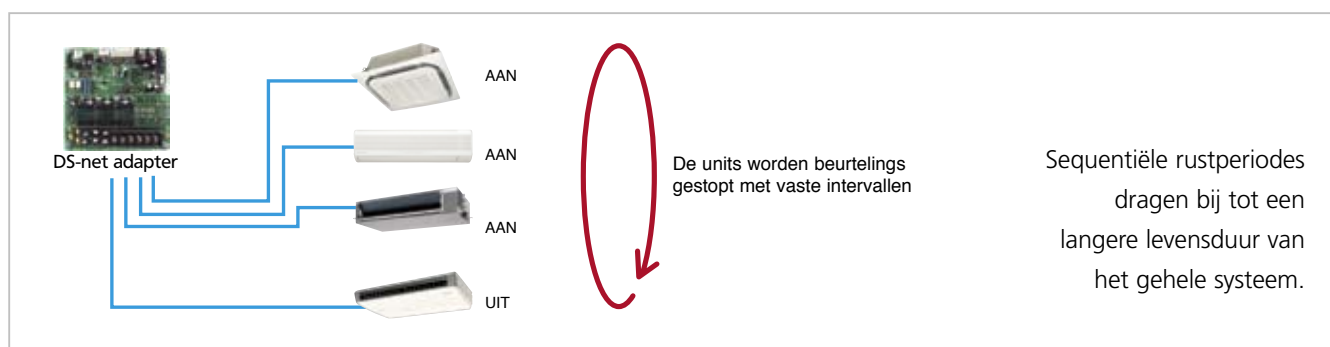 DS-net adapter
AAN
AAN
AAN
UIT
De units worden beurtelings
gestopt met vaste intervallen
Sequentiële rustperiodes
dragen bij tot een
langere levensduur van
het gehele systeem.